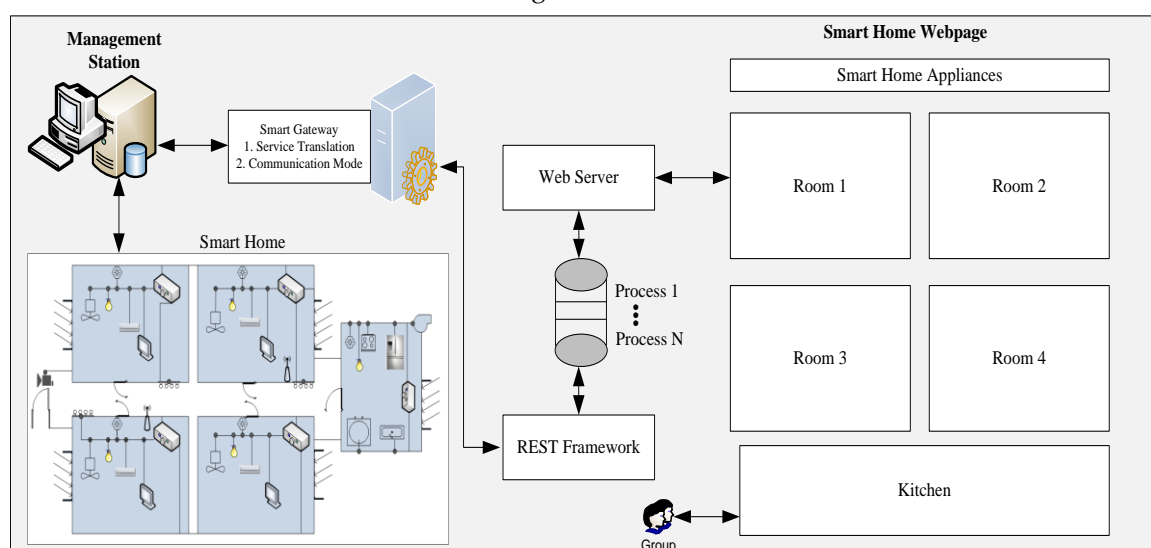 Management
Station
Smart Gateway
1. Service Translation
2. Communication Mode
Smart Home
Web Server
Process 1
Process N
REST Framework
Smart Home Webpage
Smart Home Appliances
Room 1
Room 2
Room 3
Room 4
Kitchen
Group